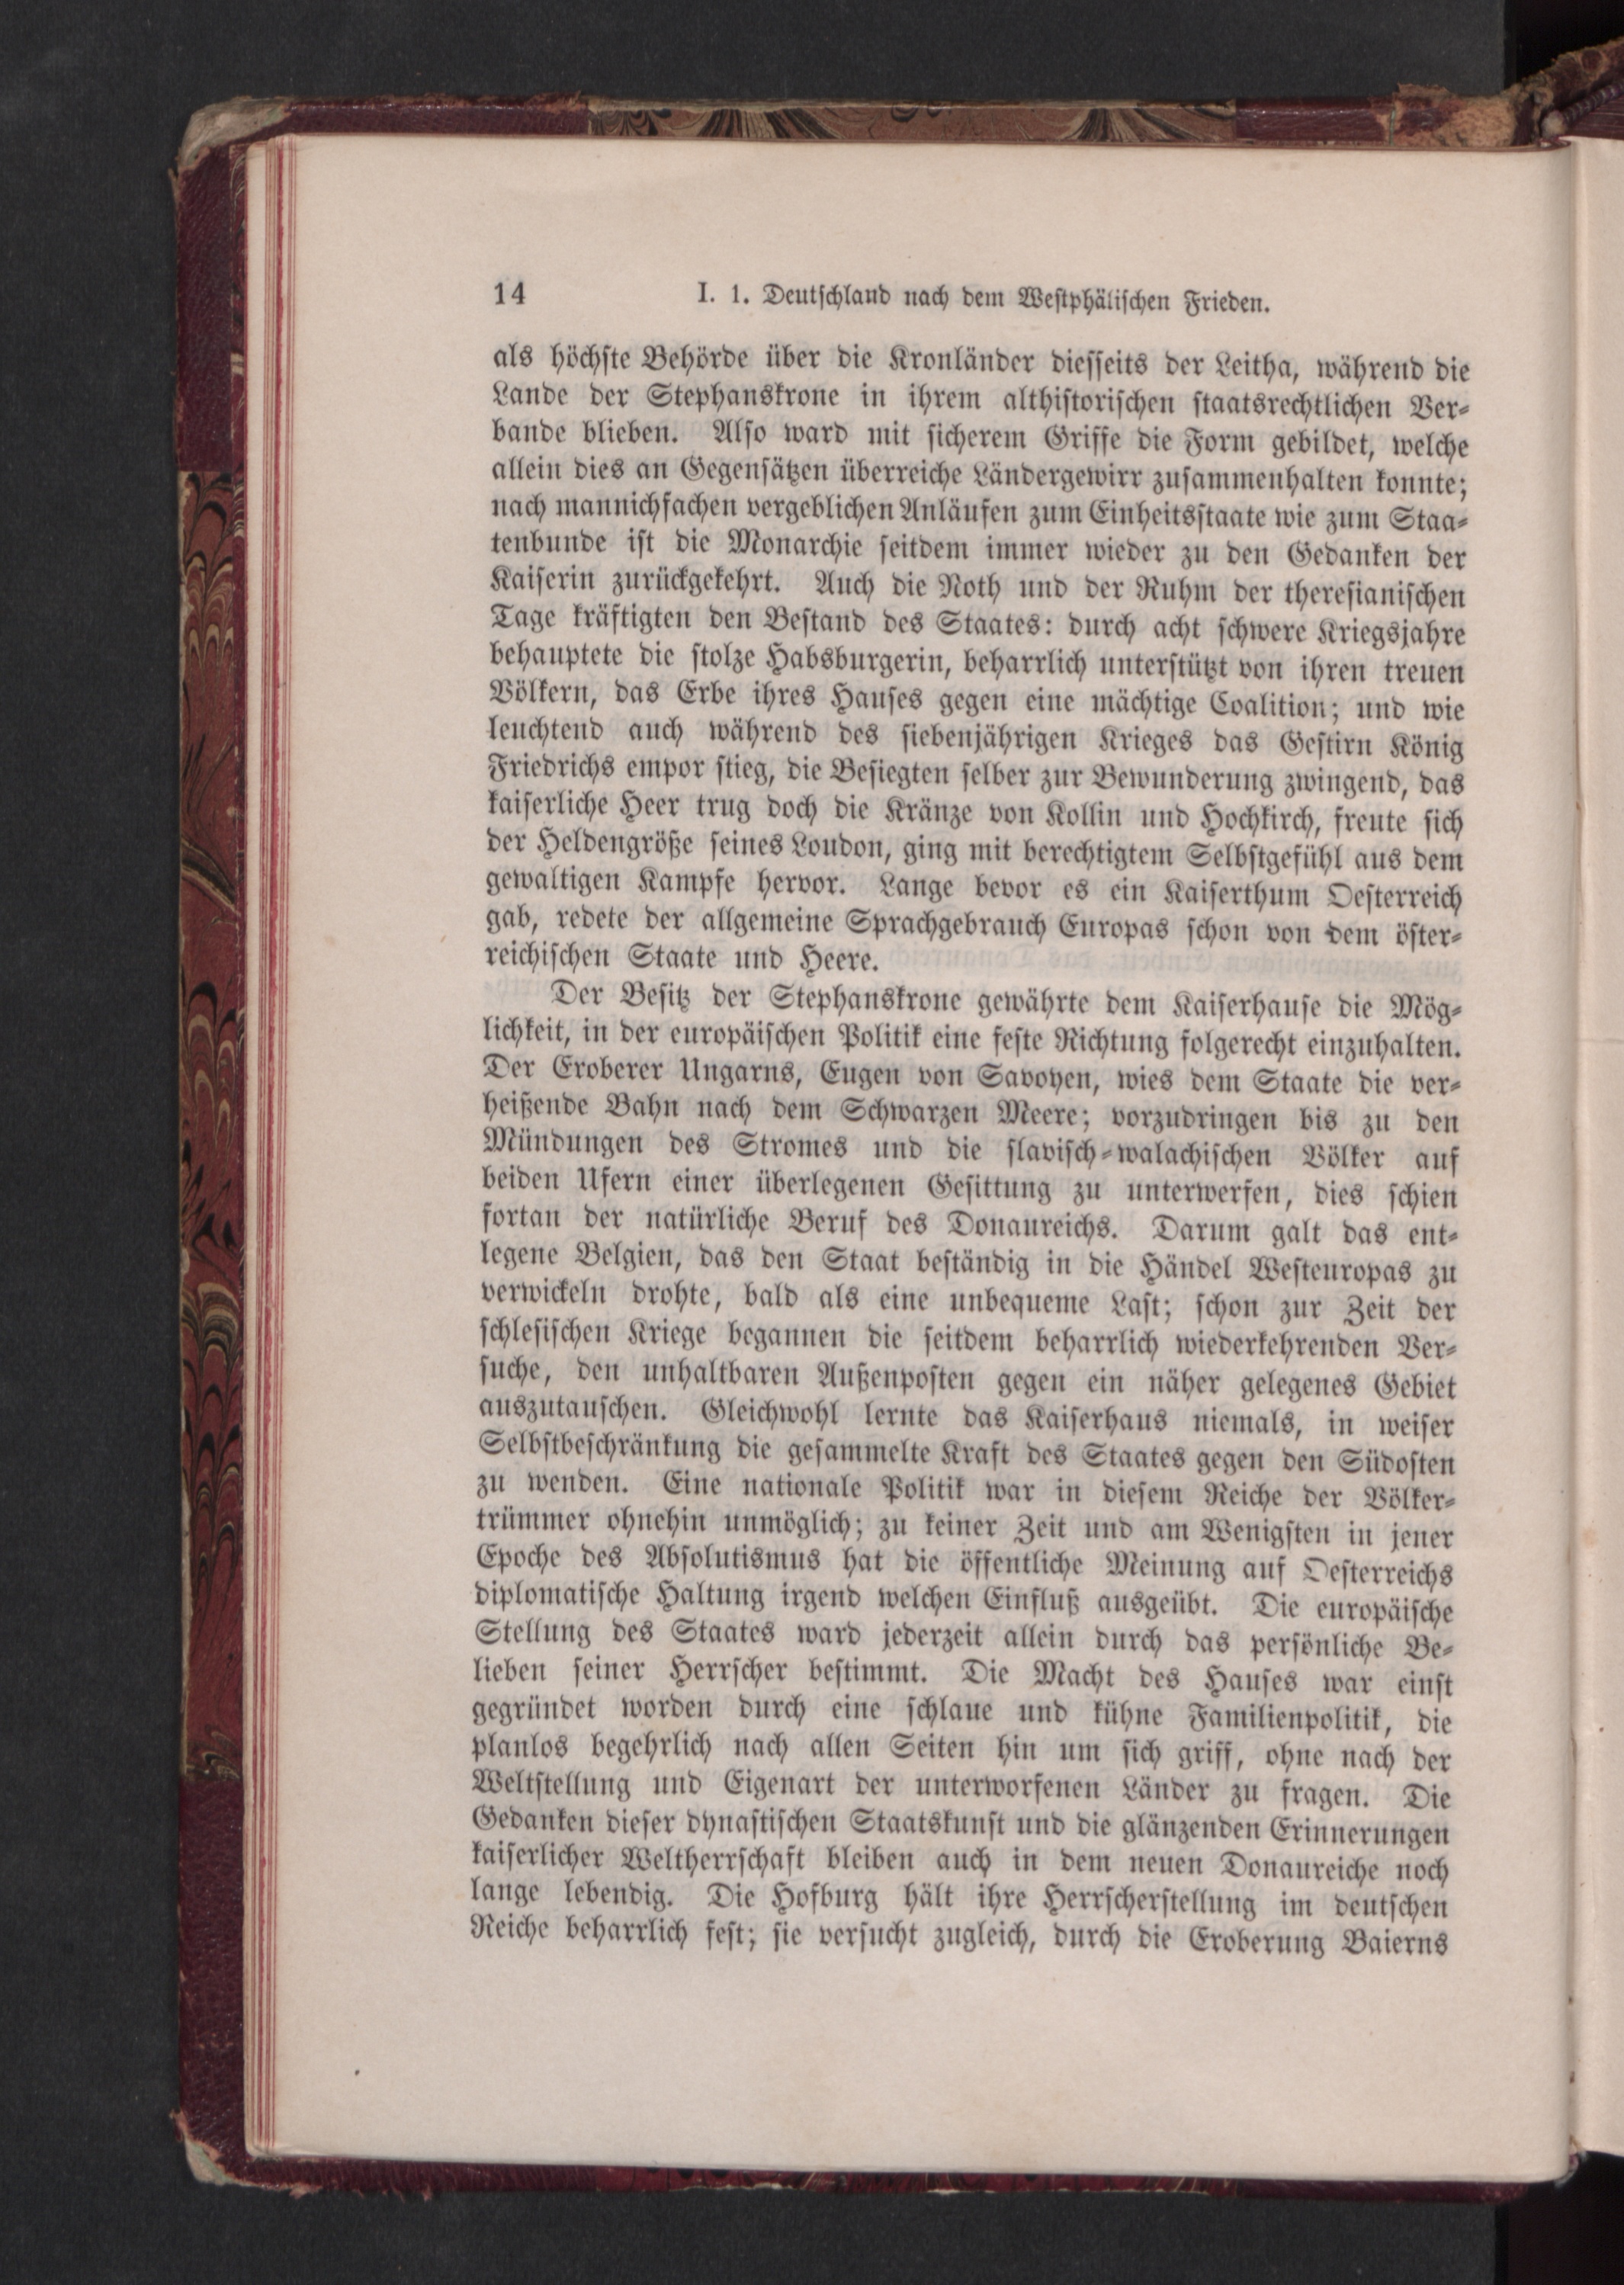 14 I. 1. Deutschland nach dem Westphälischen Frieden.
als höchste Behörde über die Kronländer diesseits der Leitha, während die
Lande der Stephanskrone in ihrem althistorischen staatsrechtlichen Ver-
bande blieben. Also ward mit sicherem Griffe die Form gebildet, welche
allein dies an Gegensätzen überreiche Ländergewirr zusammenhalten konnte;
nach mannichfachen vergeblichen Anläufen zum Einheitsstaate wie zum Staa-
tenbunde ist die Monarchie seitdem immer wieder zu den Gedanken der
Kaiserin zurückgekehrt. Auch die Noth und der Ruhm der theresianischen
Tage kräftigten den Bestand des Staates: durch acht schwere Kriegsjahre
behauptete die stolze Habsburgerin, beharrlich unterstützt von ihren treuen
Völkern, das Erbe ihres Hauses gegen eine mächtige Coalition; und wie
leuchtend auch während des siebenjährigen Krieges das Gestirn König
Friedrichs empor stieg, die Besiegten selber zur Bewunderung zwingend, das
kaiserliche Heer trug doch die Kränze von Kollin und Hochkirch, freute sich
der Heldengröße seines Loudon, ging mit berechtigtem Selbstgefühl aus dem
gewaltigen Kampfe hervor. Lange bevor es ein Kaiserthum Oesterreich
gab, redete der allgemeine Sprachgebrauch Europas schon von dem öster-
reichischen Staate und Heere.
Der Besitz der Stephanskrone gewährte dem Kaiserhause die Mög-
lichkeit, in der europäischen Politik eine feste Richtung folgerecht einzuhalten.
Der Eroberer Ungarns, Eugen von Savoyen, wies dem Staate die ver-
heißende Bahn nach dem Schwarzen Meere; vorzudringen bis zu den
Mündungen des Stromes und die slavisch-walachischen Völker auf
beiden Ufern einer überlegenen Gesittung zu unterwerfen, dies schien
fortan der natürliche Beruf des Donaureichs. Darum galt das ent-
legene Belgien, das den Staat beständig in die Händel Westeuropas zu
verwickeln drohte, bald als eine unbequeme Last; schon zur Zeit der
schlesischen Kriege begannen die seitdem beharrlich wiederkehrenden Ver-
suche, den unhaltbaren Außenposten gegen ein näher gelegenes Gebiet
auszutauschen. Gleichwohl lernte das Kaiserhaus niemals, in weiser
Selbstbeschränkung die gesammelte Kraft des Staates gegen den Südosten
zu wenden. Eine nationale Politik war in diesem Reiche der Völker-
trümmer ohnehin unmöglich; zu keiner Zeit und am Wenigsten in jener
Epoche des Absolutismus hat die öffentliche Meinung auf Oesterreichs
diplomatische Haltung irgend welchen Einfluß ausgeübt. Die europäische
Stellung des Staates ward jederzeit allein durch das persönliche Be-
lieben seiner Herrscher bestimmt. Die Macht des Hauses war einst
gegründet worden durch eine schlaue und kühne Familienpolitik, die
planlos begehrlich nach allen Seiten hin um sich griff, ohne nach der
Weltstellung und Eigenart der unterworfenen Länder zu fragen. Die
Gedanken dieser dynastischen Staatskunst und die glänzenden Erinnerungen
kaiserlicher Weltherrschaft bleiben auch in dem neuen Donaureiche noch
lange lebendig. Die Hofburg hält ihre Herrscherstellung im deutschen
Reiche beharrlich fest; sie versucht zugleich, durch die Eroberung Baierns